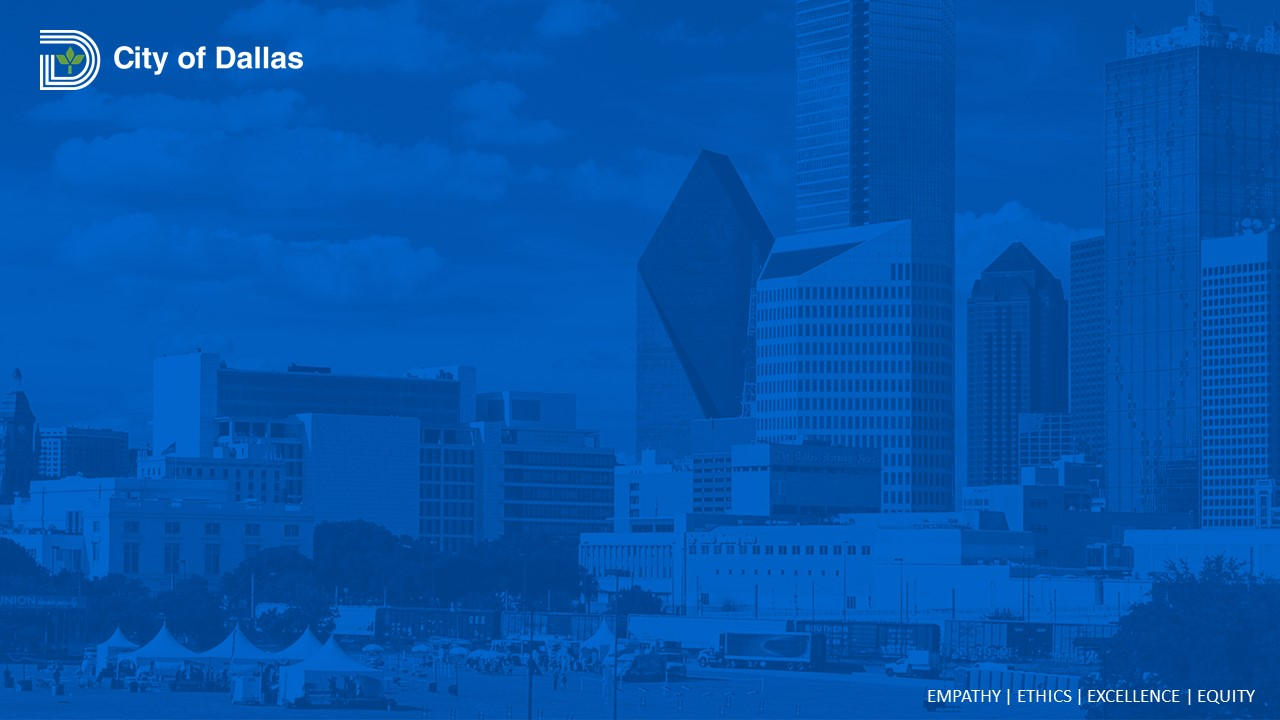 City of Dallas
EMPATHY | ETHICS | EXCELLENCE | EQUITY